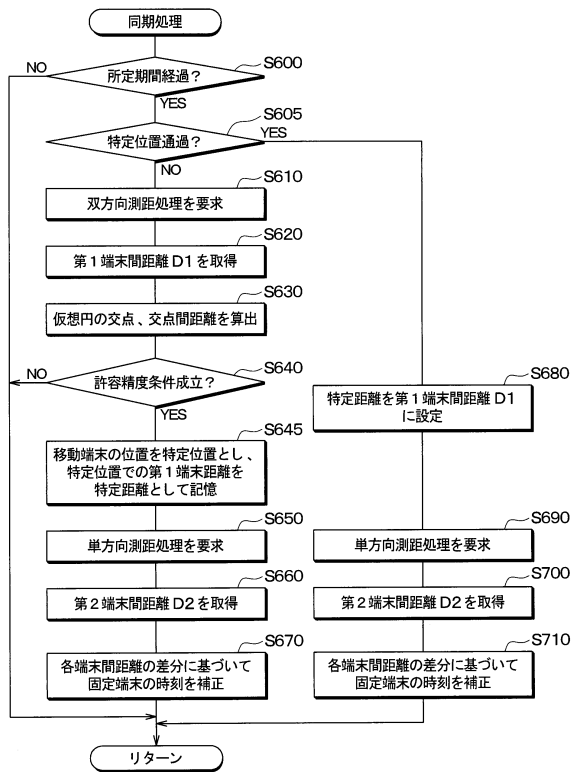 同期処理
S600
NO
所定期間経過？
YES
S605
特定位置通過？
YES
NO
S610
双方向測距処理を要求
S620
第１端末間距離Ｄ１を取得
S630
仮想円の交点、交点間距離を算出
S640
NO
許容精度条件成立？
YES
S680
特定距離を第１端末間距離Ｄ１
に設定
S645
移動端末の位置を特定位置とし、
特定位置での第１端末距離を
特定距離として記憶
S650
単方向測距処理を要求
S690
単方向測距処理を要求
S660
第２端末間距離Ｄ２を取得
S700
第２端末間距離Ｄ２を取得
S670
各端末間距離の差分に基づいて
固定端末の時刻を補正
S710
各端末間距離の差分に基づいて
固定端末の時刻を補正
リターン